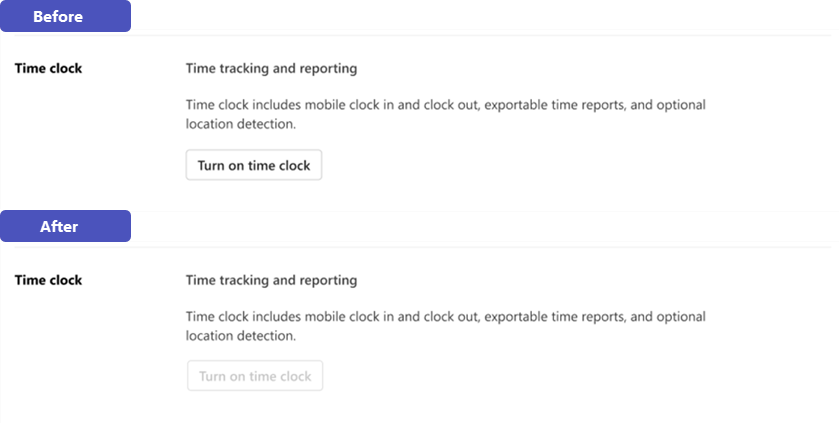 Before
Time clock
Time tracking and reporting
Time clock includes mobile clock in and clock out, exportable time reports, and optional
location detection.
Turn on time clock
After
Time clock
Time tracking and reporting
Time clock includes mobile clock in and clock out, exportable time reports, and optional
location detection.
Turn on time clock